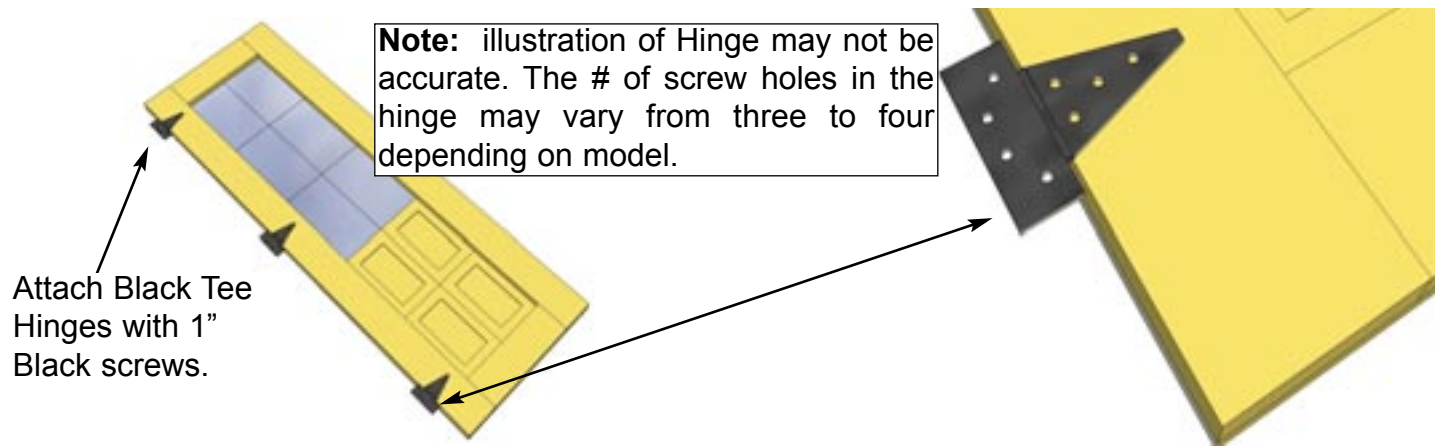 Note: illustration of Hinge may not be
accurate. The # of screw holes in the
hinge may vary from three to four
depending on model.
Attach Black Tee
Hinges with 1”
Black screws.